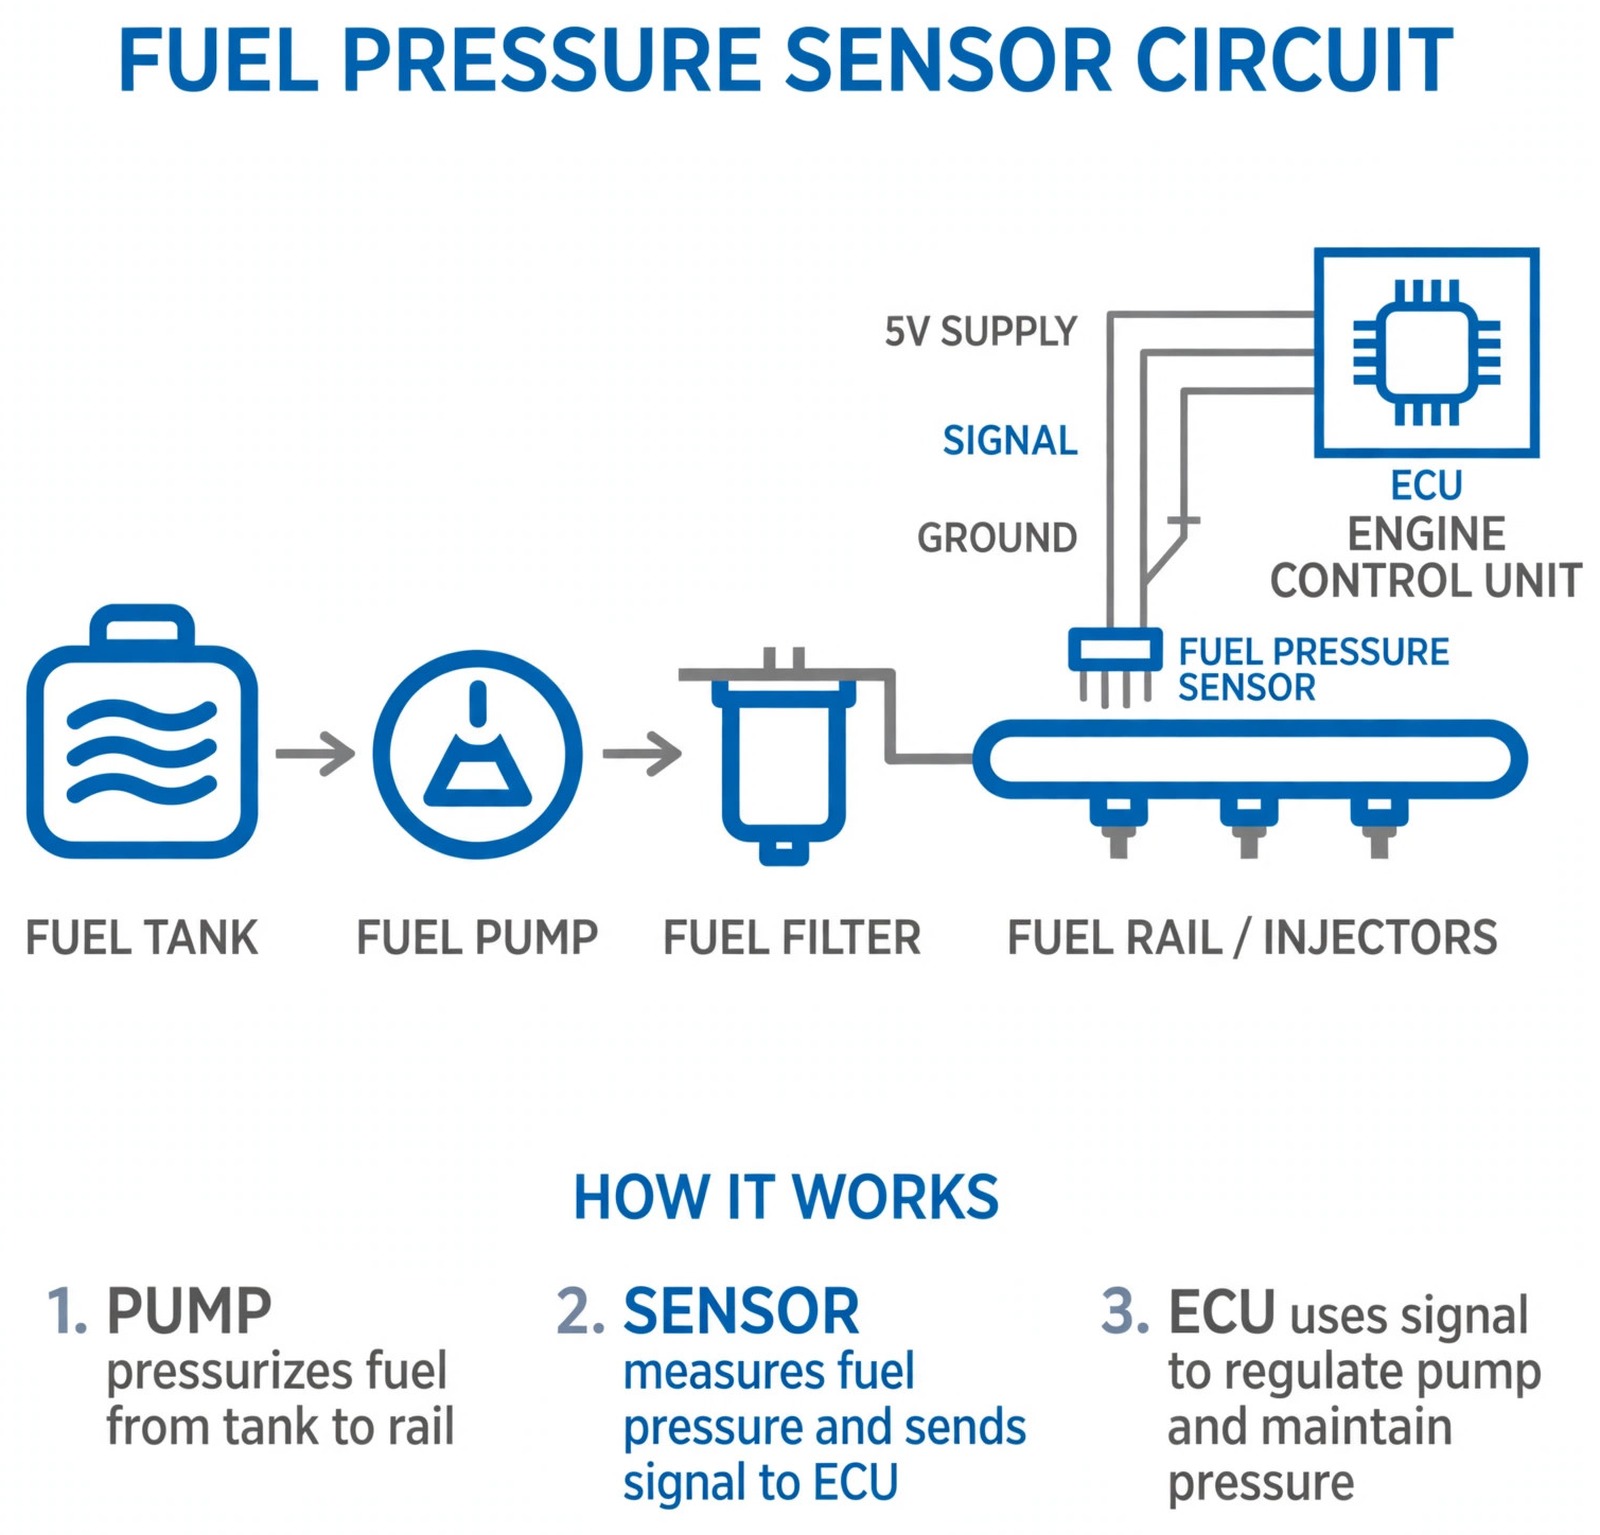 FUEL PRESSURE SENSOR CIRCUIT
5V SUPPLY
SIGNAL
GROUND
ECU
ENGINE
CONTROL UNIT
FUEL PRESSURE
SENSOR
FUEL TANK
FUEL PUMP
FUEL FILTER
FUEL RAIL / INJECTORS
HOW IT WORKS
1. PUMP
pressurizes fuel
from tank to rail
2. SENSOR
measures fuel
pressure and sends
signal to ECU
3. ECU uses signal
to regulate pump
and maintain
pressure